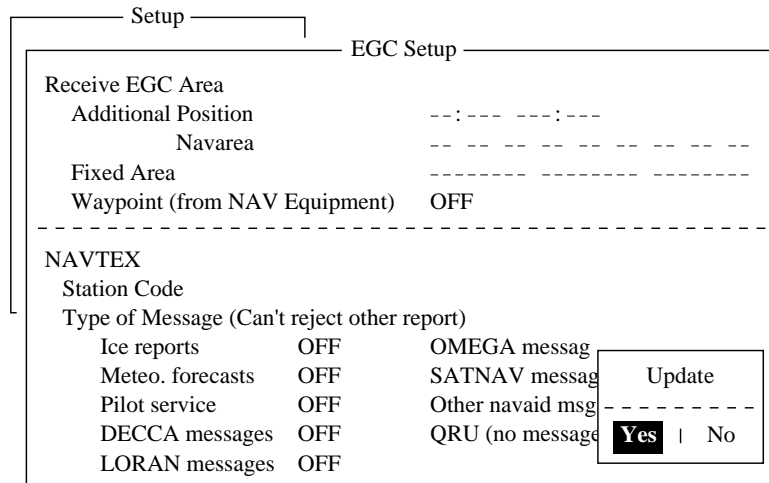 Setup
EGC Setup
Receive EGC Area
Additional Position --:--- ---:---
Navarea -- -- -- -- -- -- -- --
Fixed Area -------- -------- --------
Waypoint (from NAV Equipment) OFF
NAVTEX
Station Code
Type of Message (Can't reject other report)
Ice reports OFF OMEGA messag
Meteo. forecasts OFF SATNAV messag
Pilot service OFF Other navaid msg
DECCA messages OFF QRU (no message
LORAN messages OFF
Update
Yes | No